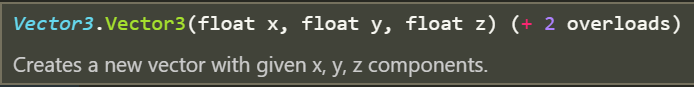 Vector3.Vector3(float x, float y, float z) (+ 2 overloads)
Creates a new vector with given x, y, z components.